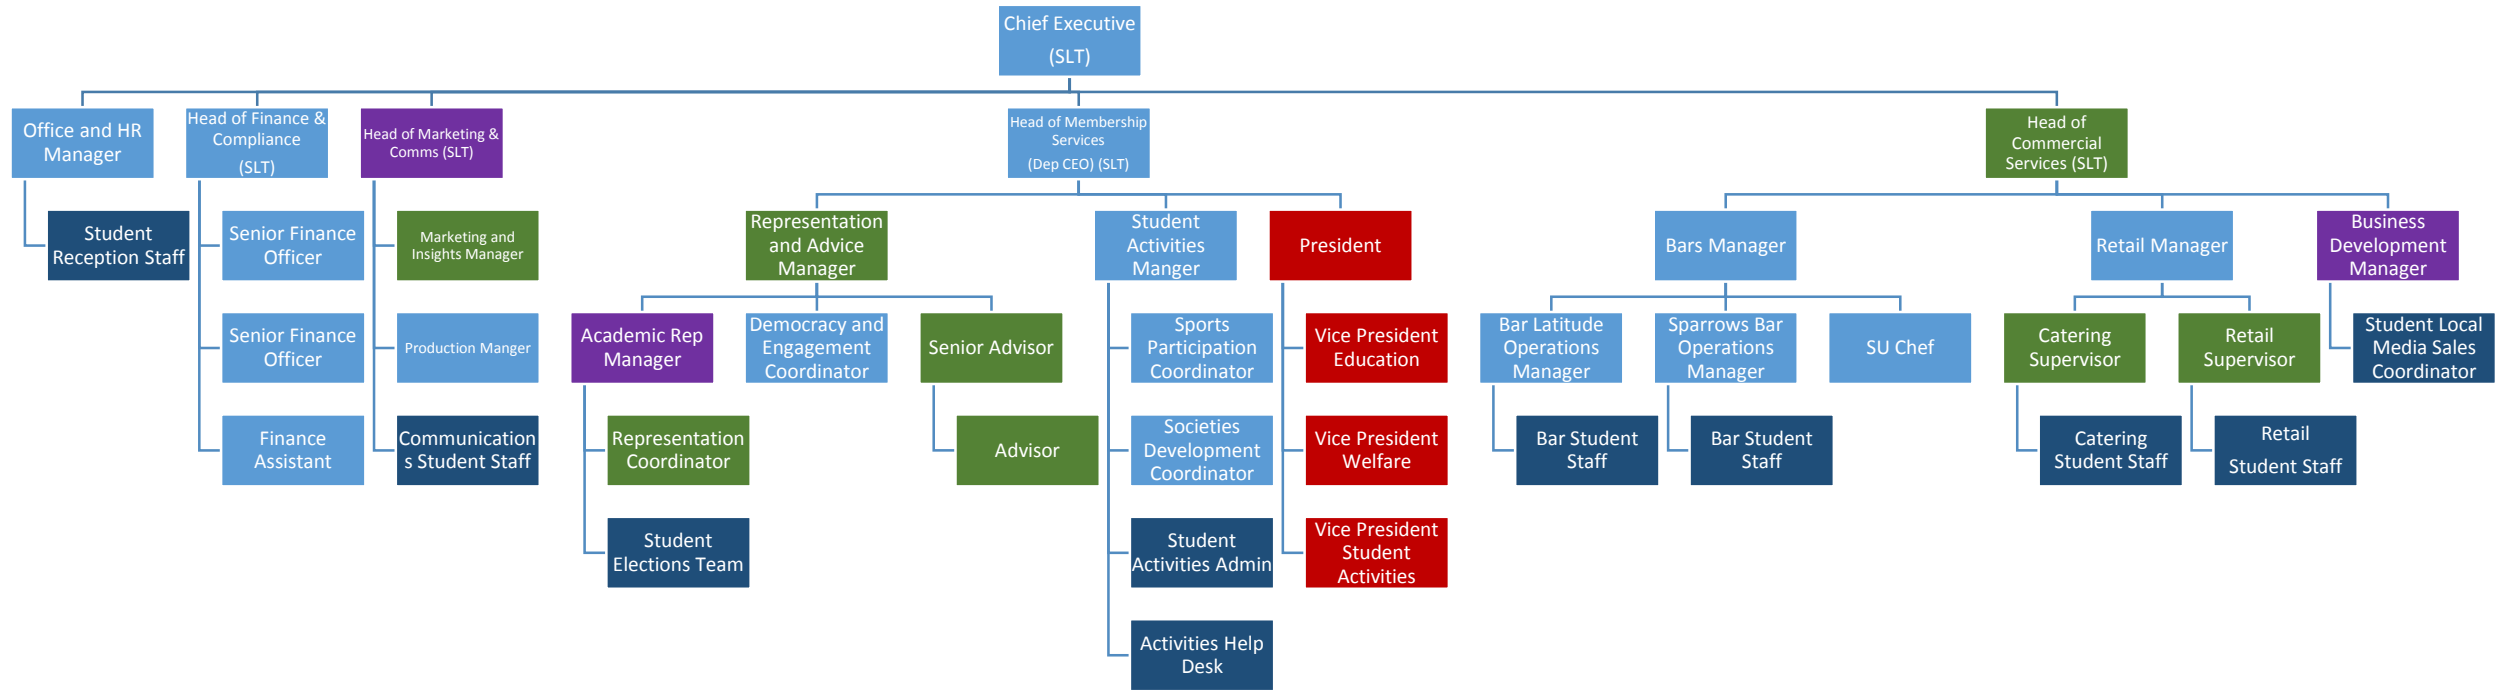 Chief Executive
(SLT)
Office and HR
Manager
Head of Finance &
Compliance
(SLT)
Head of Marketing &
Comms (SLT)
Head of Membership
Services
(Dep CEO) (SLT)
Head of
Commercial
Services (SLT)
Student
Reception Staff
Senior Finance
Officer
Senior Finance
Officer
Finance
Assistant
Marketing and
Insights Manager
Production Manger
Communication
s Student Staff
Representation
and Advice
Manager
Student
Activities
Manger
President
Academic Rep
Manager
Democracy and
Engagement
Coordinator
Senior Advisor
Representation
Coordinator
Student
Elections Team
Advisor
Sports
Participation
Coordinator
Societies
Development
Coordinator
Student
Activities Admin
Activities Help
Desk
Vice President
Education
Vice President
Welfare
Vice President
Student
Activities
Bars Manager
Retail Manager
Business
Development
Manager
Bar Latitude
Operations
Manager
Sparrows Bar
Operations
Manager
SU Chef
Bar Student
Staff
Bar Student
Staff
Catering
Supervisor
Retail
Supervisor
Catering
Student Staff
Retail
Student Staff
Student Local
Media Sales
Coordinator